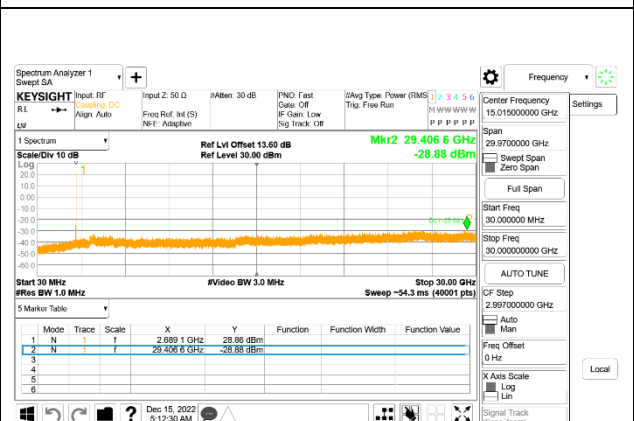 Spectrum Analyzer 1
Swept SA
Frequency
KEYSIGHT
Input: RF
Input Z: 50 Ω
#Atten: 30 dB
PNO: Fast
#Avg Type: Power (RMS
1 2 3 4 5 6
RL
Coupling: DC
Gate: Off
Trig: Free Run
M W W W W W
Align: Auto
Freq Ref: Int (S)
IF Gain: Low
NFE: Adaptive
Sig Track: Off
P P P P P P
Center Frequency
15.015000000 GHz
Settings
1 Spectrum
Ref Lvl Offset 13.60 dB
Mkr2 29.406 6 GHz
Scale/Div 10 dB
Ref Level 30.00 dBm
-28.88 dBm
Span
29.9700000 GHz
Swept Span
Zero Span
Log
1
20.0
10.0
0.00
-10.0
-20.0
-30.0
-40.0
-50.0
-60.0
Full Span
Start Freq
30.000000 MHz
Stop Freq
30.000000000 GHz
AUTO TUNE
Start 30 MHz
#Video BW 3.0 MHz
Stop 30.00 GHz
#Res BW 1.0 MHz
Sweep ~54.3 ms (40001 pts)
CF Step
2.997000000 GHz
Auto
Man
5 Marker Table
Mode Trace Scale X Y Function Function Width Function Value
1 N 1 f 2.689 1 GHz 28.86 dBm
2 N 1 f 29.406 6 GHz -28.88 dBm
3
4
5
6
Freq Offset
0 Hz
X Axis Scale
Log
Lin
Local
Signal Track
?
Dec 15, 2022
5:12:30 AM